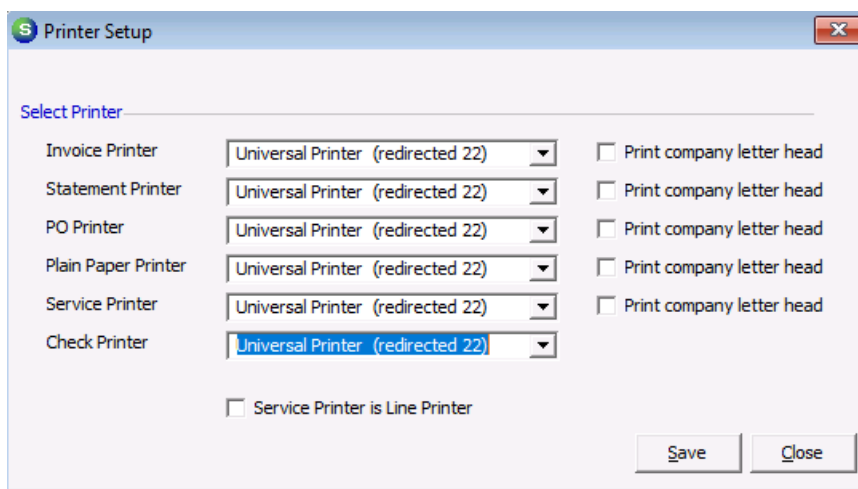 S Printer Setup
Select Printer
Invoice Printer Universal Printer (redirected 22) Print company letter head
Statement Printer Universal Printer (redirected 22) Print company letter head
PO Printer Universal Printer (redirected 22) Print company letter head
Plain Paper Printer Universal Printer (redirected 22) Print company letter head
Service Printer Universal Printer (redirected 22) Print company letter head
Check Printer Universal Printer (redirected 22)
Service Printer is Line Printer
Save Close